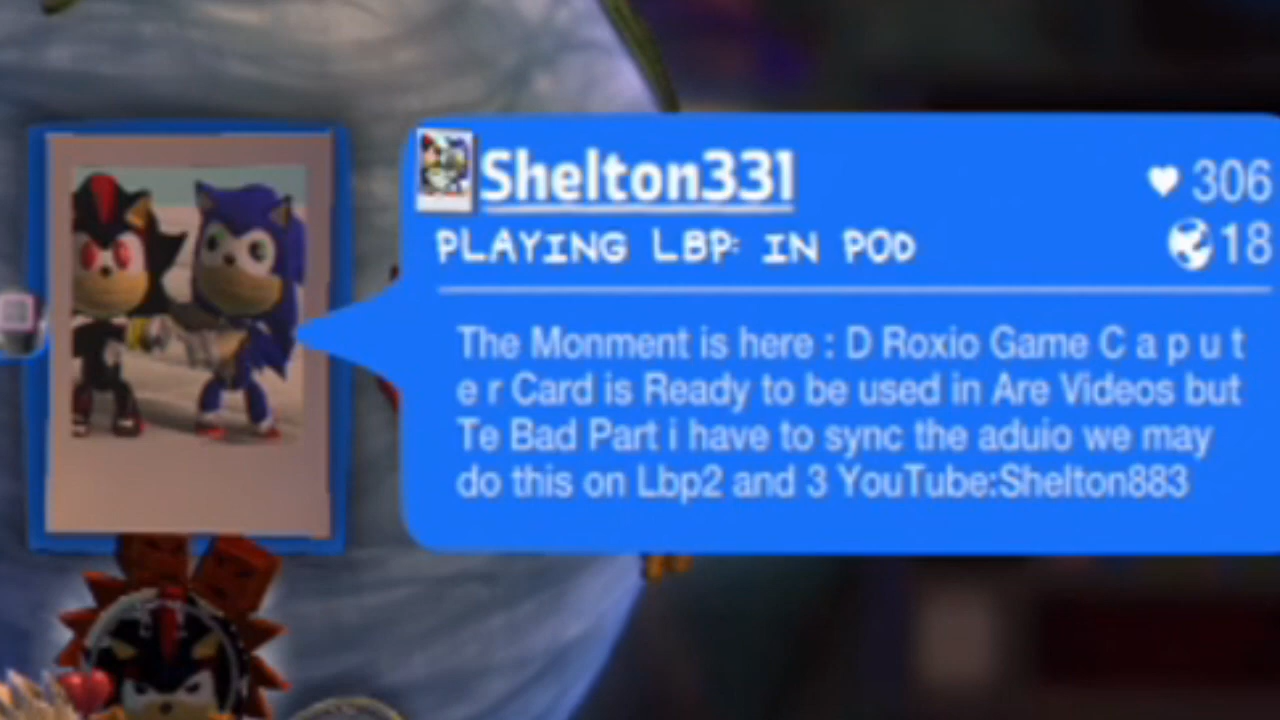 Shelton331
306
PLAYING LBP: IN POD
18
The Monment is here : D Roxio Game C a p u t
e r Card is Ready to be used in Are Videos but
Te Bad Part i have to sync the aduio we may
do this on Lbp2 and 3 YouTube:Shelton883